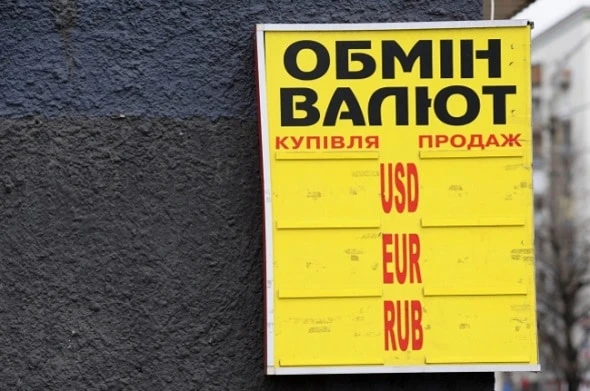 ОБМІН
ВАЛЮТ
КУПІВЛЯ ПРОДАЖ
USD
EUR
RUB